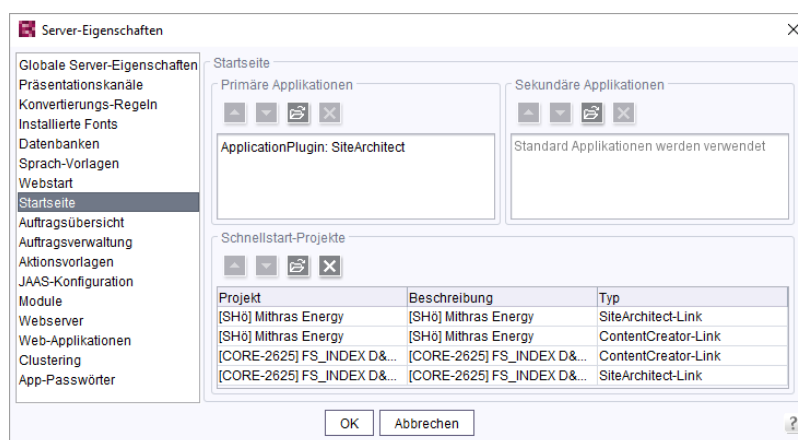 Server-Eigenschaften
Globale Server-Eigenschaften
Präsentationskanäle
Konvertierungs-Regeln
Installierte Fonts
Datenbanken
Sprach-Vorlagen
Webstart
Startseite
Auftragsübersicht
Auftragsverwaltung
Aktionsvorlagen
JAAS-Konfiguration
Module
Webserver
Web-Applikationen
Clustering
App-Passwörter
Startseite
Primäre Applikationen
ApplicationPlugin: SiteArchitect
Sekundäre Applikationen
Standard Applikationen werden verwendet
Schnellstart-Projekte
Projekt Beschreibung Typ
[SHö] Mithras Energy [SHö] Mithras Energy SiteArchitect-Link
[SHö] Mithras Energy [SHö] Mithras Energy ContentCreator-Link
[CORE-2625] FS_INDEX D&... [CORE-2625] FS_INDEX D&... ContentCreator-Link
[CORE-2625] FS_INDEX D&... [CORE-2625] FS_INDEX D&... SiteArchitect-Link
OK Abbrechen ?